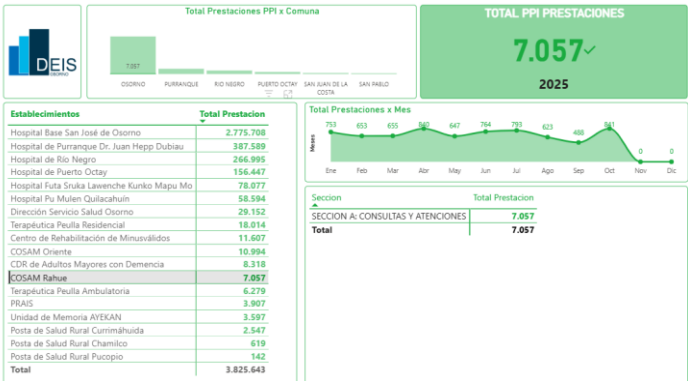 DEIS
OSORNO
Total Prestaciones PPI x Comuna
OSORNO
PURRANQUE
RIO NEGRO
PUERTO OCTAY
SAN JUAN DE LA COSTA
SAN PABLO
TOTAL PPI PRESTACIONES
7.057
2025
Establecimientos Total Prestacion
Hospital Base San José de Osorno 2.775.708
Hospital de Purranque Dr. Juan Hepp Dubiau 387.589
Hospital de Río Negro 266.995
Hospital de Puerto Octay 156.447
Hospital Futa Sruka Lawenche Kunko Mapu Mo 78.077
Hospital Pu Mulen Quilacahuín 58.594
Dirección Servicio Salud Osorno 29.152
Terapéutica Peulla Residencial 18.014
Centro de Rehabilitación de Minusválidos 11.607
COSAM Oriente 10.994
CDR de Adultos Mayores con Demencia 8.318
COSAM Rahue 7.057
Terapéutica Peulla Ambulatoria 6.279
PRAIS 3.907
Unidad de Memoria AYEKAN 3.597
Posta de Salud Rural Currimáhuida 2.547
Posta de Salud Rural Chamilco 619
Posta de Salud Rural Pucopio 142
Total 3.825.643
Total Prestaciones x Mes
Meses
753 653 655 840 647 764 793 623 488 841 0 0
Ene Feb Mar Abr May Jun Jul Ago Sep Oct Nov Dic
Seccion Total Prestacion
SECCION A: CONSULTAS Y ATENCIONES 7.057
Total 7.057